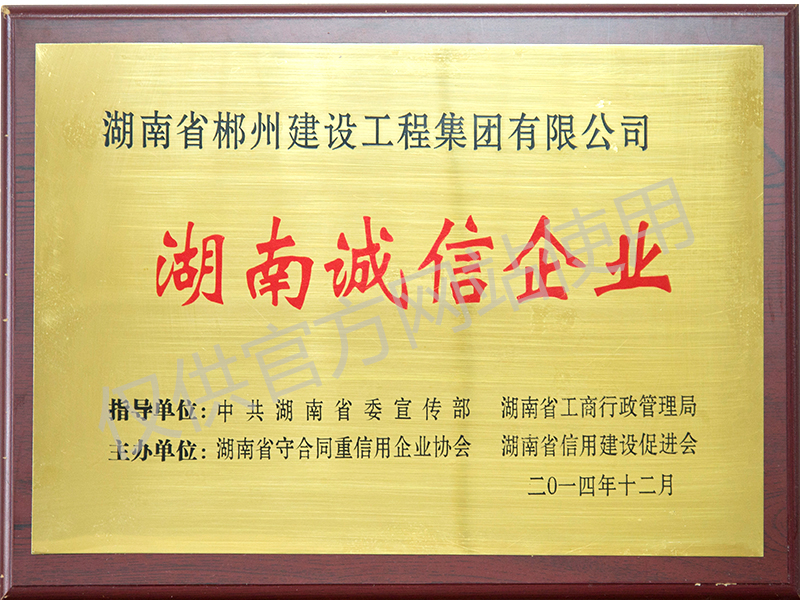 湖南省郴州建设工程集团有限公司
湖南诚信企业
指导单位：中共湖南省委宣传部 湖南省工商行政管理局
主办单位：湖南省守合同重信用企业协会 湖南省信用建设促进会
二〇一四年十二月
仅供官方网站使用